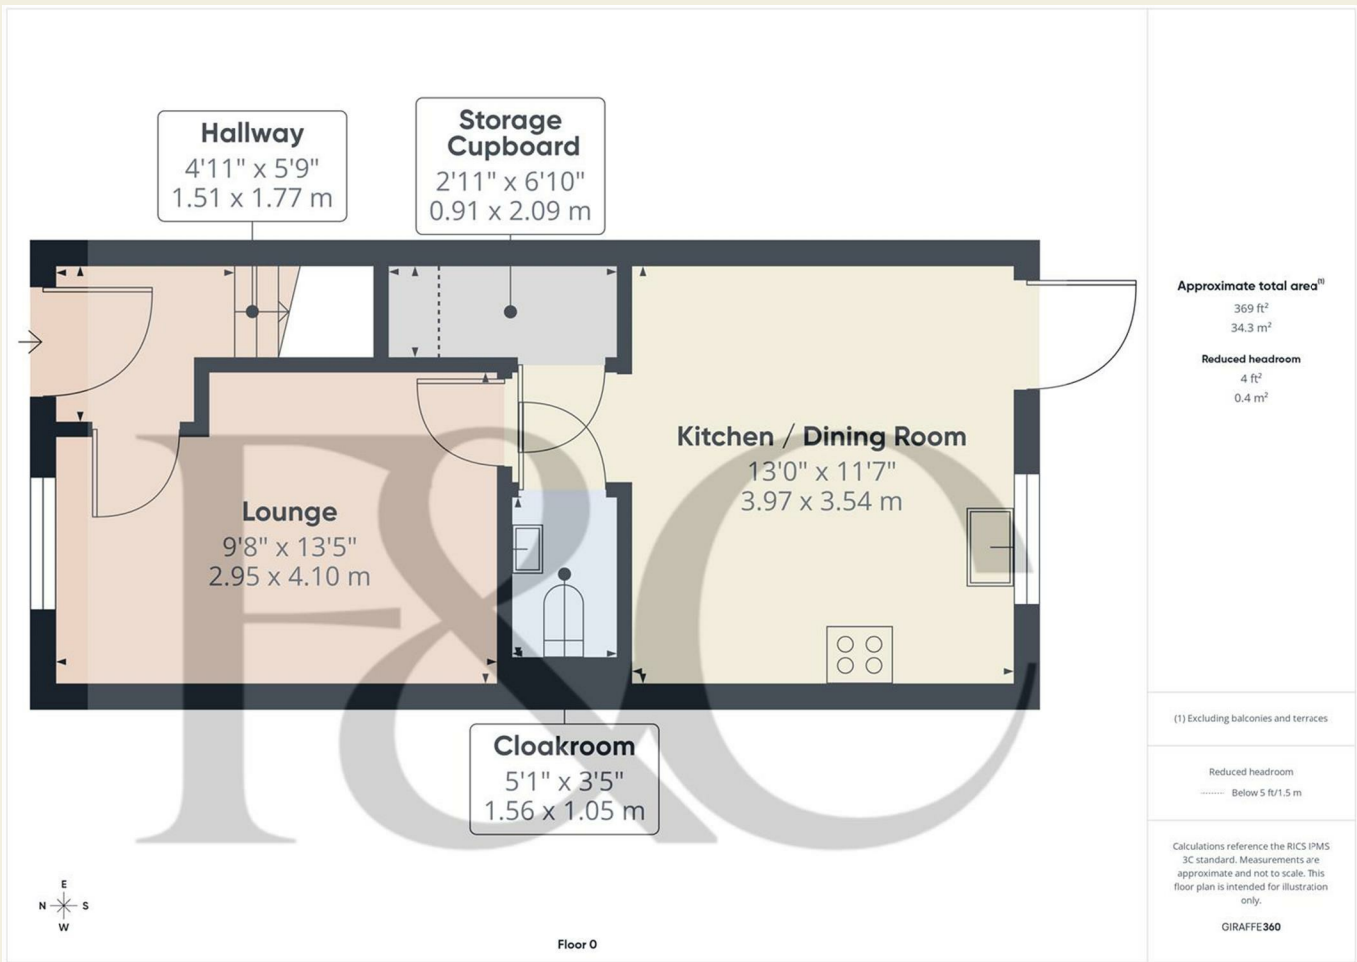 Hallway
4'11" x 5'9"
1.51 x 1.77 m
Storage
Cupboard
2'11" x 6'10"
0.91 x 2.09 m
Kitchen / Dining Room
13'0" x 11'7"
3.97 x 3.54 m
Lounge
9'8" x 13'5"
2.95 x 4.10 m
Cloakroom
5'1" x 3'5"
1.56 x 1.05 m
F&C
E
N S
W
Floor 0
Approximate total area(1)
369 ft²
34.3 m²
Reduced headroom
4 ft²
0.4 m²
(1) Excluding balconies and terraces
Reduced headroom
Below 5 ft/1.5 m
Calculations reference the RICS IPMS
3C standard. Measurements are
approximate and not to scale. This
floor plan is intended for illustration
only.
GIRAFFE360